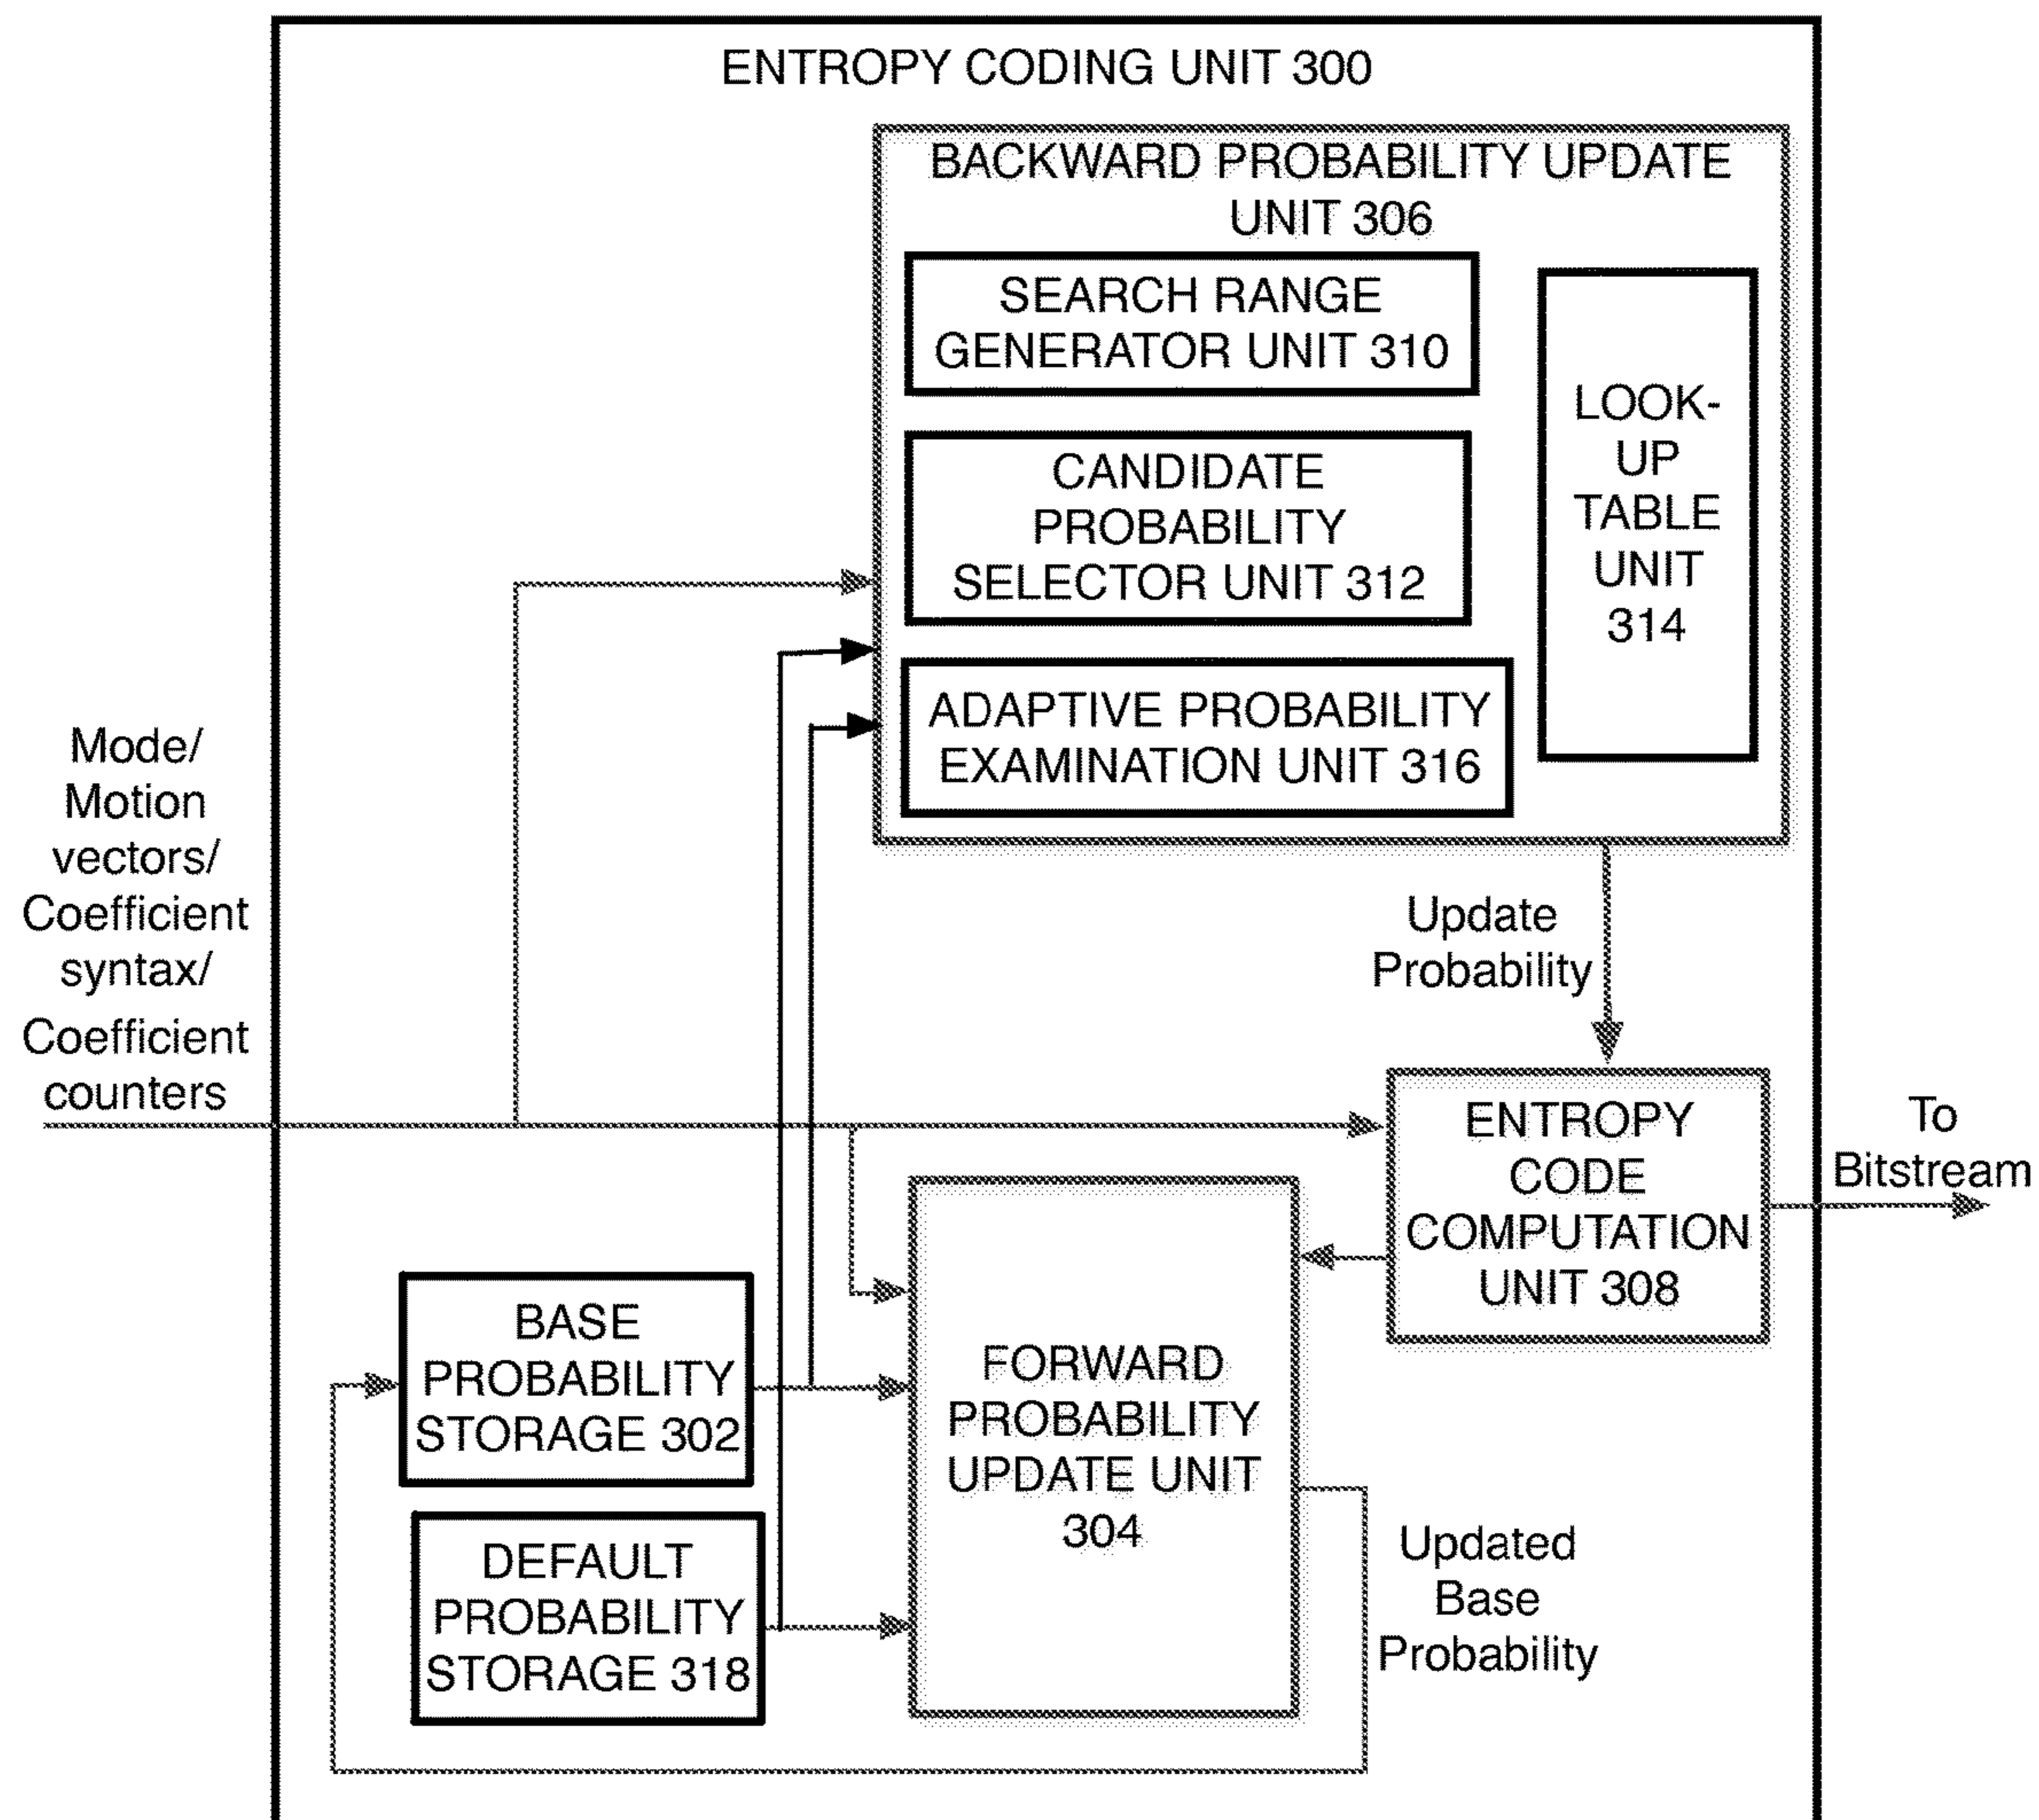 ENTROPY CODING UNIT 300
BACKWARD PROBABILITY UPDATE
UNIT 306
SEARCH RANGE
GENERATOR UNIT 310
CANDIDATE
PROBABILITY
SELECTOR UNIT 312
ADAPTIVE PROBABILITY
EXAMINATION UNIT 316
LOOK-
UP
TABLE
UNIT
314
Mode/
Motion
vectors/
Coefficient
syntax/
Coefficient
counters
Update
Probability
ENTROPY
CODE
COMPUTATION
UNIT 308
To
Bitstream
BASE
PROBABILITY
STORAGE 302
DEFAULT
PROBABILITY
STORAGE 318
FORWARD
PROBABILITY
UPDATE UNIT
304
Updated
Base
Probability